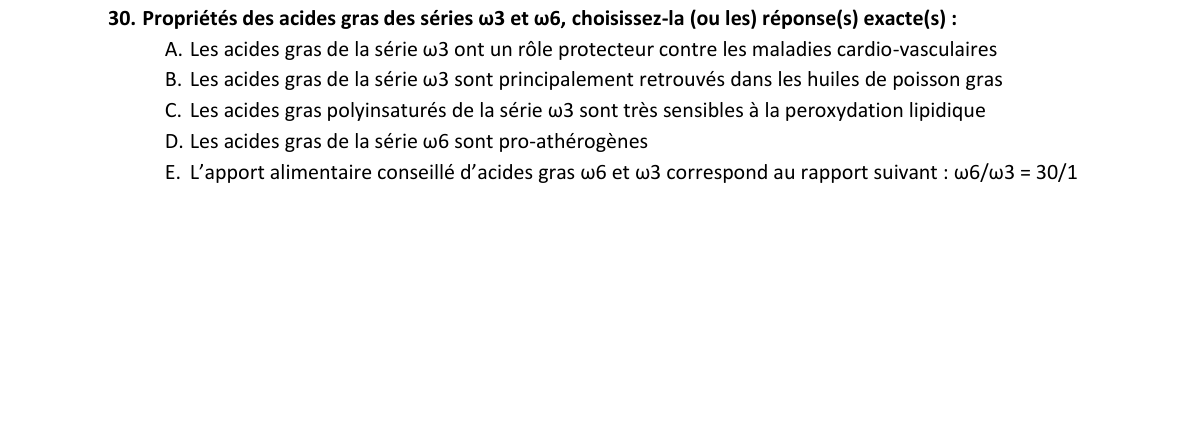 30. Propriétés des acides gras des séries ω3 et ω6, choisissez-la (ou les) réponse(s) exacte(s) :
A. Les acides gras de la série ω3 ont un rôle protecteur contre les maladies cardio-vasculaires
B. Les acides gras de la série ω3 sont principalement retrouvés dans les huiles de poisson gras
C. Les acides gras polyinsaturés de la série ω3 sont très sensibles à la peroxydation lipidique
D. Les acides gras de la série ω6 sont pro-athérogènes
E. L’apport alimentaire conseillé d’acides gras ω6 et ω3 correspond au rapport suivant : ω6/ω3 = 30/1